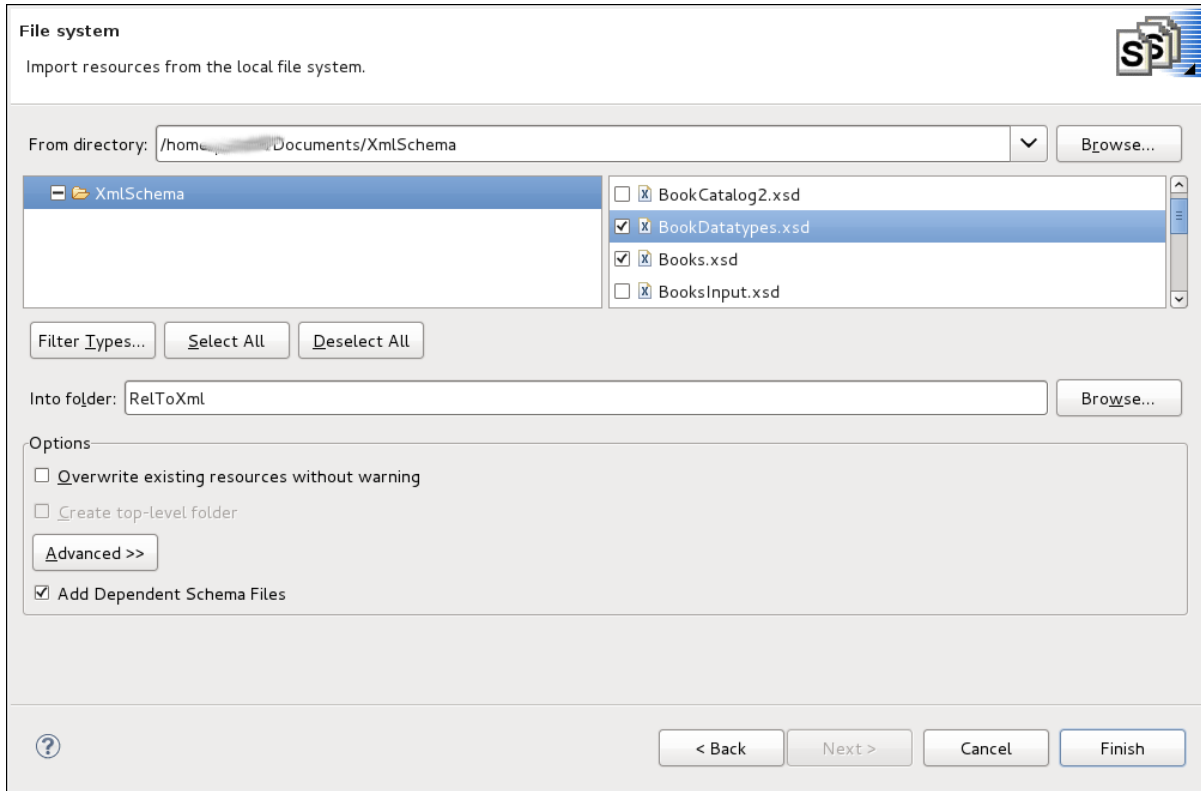 File system
Import resources from the local file system.
From directory: /home Documents/XmlSchema Browse...
XmlSchema
BookCatalog2.xsd
BookDatatypes.xsd
Books.xsd
BooksInput.xsd
Filter Types... Select All Deselect All
Into folder: RelToXml Browse...
Options
Overwrite existing resources without warning
Create top-level folder
Advanced >>
Add Dependent Schema Files
< Back Next > Cancel Finish